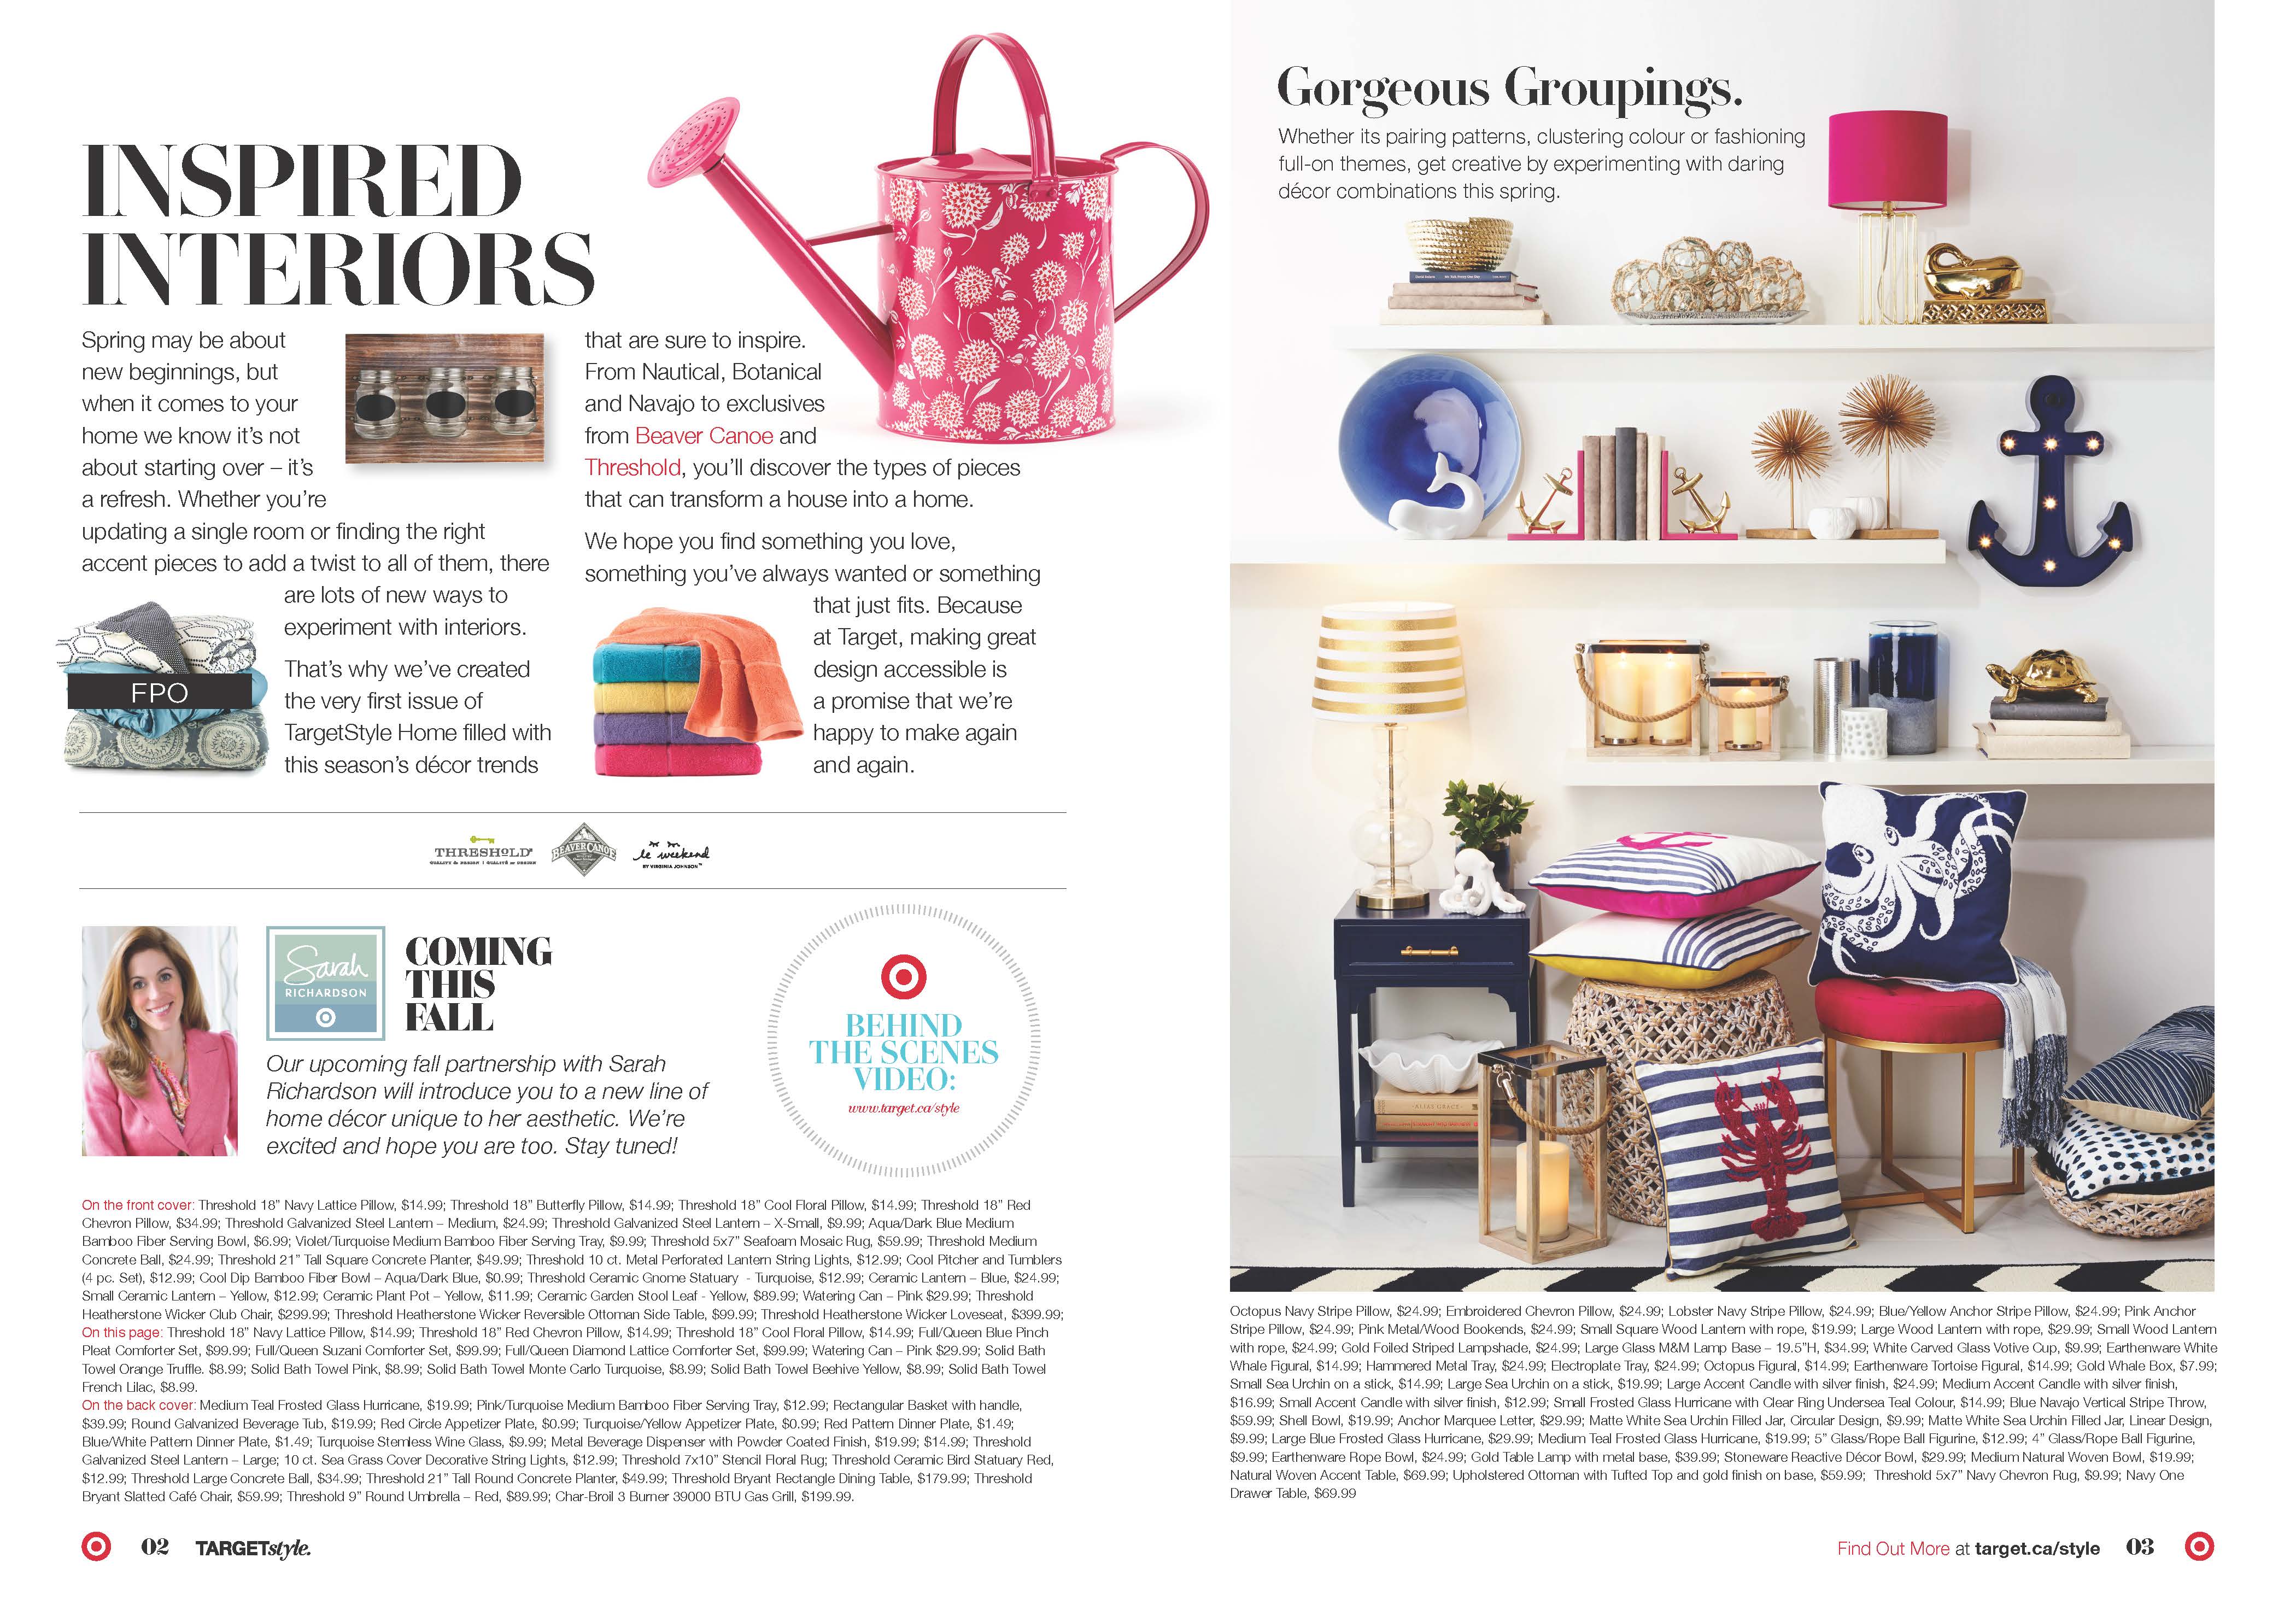 INSPIRED
INTERIORS
Spring may be about
new beginnings, but
when it comes to your
home we know it's not
about starting over – it's
a refresh. Whether you're
updating a single room or finding the right
accent pieces to add a twist to all of them, there
are lots of new ways to
experiment with interiors.
That's why we've created
the very first issue of
TargetStyle Home filled with
this season's décor trends
FPO
that are sure to inspire.
From Nautical, Botanical
and Navajo to exclusives
from Beaver Canoe and
Threshold, you'll discover the types of pieces
that can transform a house into a home.
We hope you find something you love,
something you've always wanted or something
that just fits. Because
at Target, making great
design accessible is
a promise that we're
happy to make again
and again.
THRESHOLD
QUALITY & DESIGN | QUALITÉ et DESIGN
BEAVER CANOE
le weekend
BY VIRGINIA JOHNSON™
Sarah
RICHARDSON
COMING
THIS
FALL
Our upcoming fall partnership with Sarah
Richardson will introduce you to a new line of
home décor unique to her aesthetic. We're
excited and hope you are too. Stay tuned!
BEHIND
THE SCENES
VIDEO:
www.target.ca/style
On the front cover: Threshold 18" Navy Lattice Pillow, $14.99; Threshold 18" Butterfly Pillow, $14.99; Threshold 18" Cool Floral Pillow, $14.99; Threshold 18" Red
Chevron Pillow, $34.99; Threshold Galvanized Steel Lantern – Medium, $24.99; Threshold Galvanized Steel Lantern – X-Small, $9.99; Aqua/Dark Blue Medium
Bamboo Fiber Serving Bowl, $6.99; Violet/Turquoise Medium Bamboo Fiber Serving Tray, $9.99; Threshold 5x7" Seafoam Mosaic Rug, $59.99; Threshold Medium
Concrete Ball, $24.99; Threshold 21" Tall Square Concrete Planter, $49.99; Threshold 10 ct. Metal Perforated Lantern String Lights, $12.99; Cool Pitcher and Tumblers
(4 pc. Set), $12.99; Cool Dip Bamboo Fiber Bowl – Aqua/Dark Blue, $0.99; Threshold Ceramic Gnome Statuary - Turquoise, $12.99; Ceramic Lantern – Blue, $24.99;
Small Ceramic Lantern – Yellow, $12.99; Ceramic Plant Pot – Yellow, $11.99; Ceramic Garden Stool Leaf - Yellow, $89.99; Watering Can – Pink $29.99; Threshold
Heatherstone Wicker Club Chair, $299.99; Threshold Heatherstone Wicker Reversible Ottoman Side Table, $99.99; Threshold Heatherstone Wicker Loveseat, $399.99;
On this page: Threshold 18" Navy Lattice Pillow, $14.99; Threshold 18" Red Chevron Pillow, $14.99; Threshold 18" Cool Floral Pillow, $14.99; Full/Queen Blue Pinch
Pleat Comforter Set, $99.99; Full/Queen Suzani Comforter Set, $99.99; Full/Queen Diamond Lattice Comforter Set, $99.99; Watering Can – Pink $29.99; Solid Bath
Towel Orange Truffle. $8.99; Solid Bath Towel Pink, $8.99; Solid Bath Towel Monte Carlo Turquoise, $8.99; Solid Bath Towel Beehive Yellow, $8.99; Solid Bath Towel
French Lilac, $8.99.
On the back cover: Medium Teal Frosted Glass Hurricane, $19.99; Pink/Turquoise Medium Bamboo Fiber Serving Tray, $12.99; Rectangular Basket with handle,
$39.99; Round Galvanized Beverage Tub, $19.99; Red Circle Appetizer Plate, $0.99; Turquoise/Yellow Appetizer Plate, $0.99; Red Pattern Dinner Plate, $1.49;
Blue/White Pattern Dinner Plate, $1.49; Turquoise Stemless Wine Glass, $9.99; Metal Beverage Dispenser with Powder Coated Finish, $19.99; $14.99; Threshold
Galvanized Steel Lantern – Large; 10 ct. Sea Grass Cover Decorative String Lights, $12.99; Threshold 7x10" Stencil Floral Rug; Threshold Ceramic Bird Statuary Red,
$12.99; Threshold Large Concrete Ball, $34.99; Threshold 21" Tall Round Concrete Planter, $49.99; Threshold Bryant Rectangle Dining Table, $179.99; Threshold
Bryant Slatted Café Chair, $59.99; Threshold 9" Round Umbrella – Red, $89.99; Char-Broil 3 Burner 39000 BTU Gas Grill, $199.99.
02 TARGETstyle.
Gorgeous Groupings.
Whether its pairing patterns, clustering colour or fashioning
full-on themes, get creative by experimenting with daring
décor combinations this spring.
ALIAS GRACE
Octopus Navy Stripe Pillow, $24.99; Embroidered Chevron Pillow, $24.99; Lobster Navy Stripe Pillow, $24.99; Blue/Yellow Anchor Stripe Pillow, $24.99; Pink Anchor
Stripe Pillow, $24.99; Pink Metal/Wood Bookends, $24.99; Small Square Wood Lantern with rope, $19.99; Large Wood Lantern with rope, $29.99; Small Wood Lantern
with rope, $24.99; Gold Foiled Striped Lampshade, $24.99; Large Glass M&M Lamp Base – 19.5"H, $34.99; White Carved Glass Votive Cup, $9.99; Earthenware White
Whale Figural, $14.99; Hammered Metal Tray, $24.99; Electroplate Tray, $24.99; Octopus Figural, $14.99; Earthenware Tortoise Figural, $14.99; Gold Whale Box, $7.99;
Small Sea Urchin on a stick, $14.99; Large Sea Urchin on a stick, $19.99; Large Accent Candle with silver finish, $24.99; Medium Accent Candle with silver finish,
$16.99; Small Accent Candle with silver finish, $12.99; Small Frosted Glass Hurricane with Clear Ring Undersea Teal Colour, $14.99; Blue Navajo Vertical Stripe Throw,
$59.99; Shell Bowl, $19.99; Anchor Marquee Letter, $29.99; Matte White Sea Urchin Filled Jar, Circular Design, $9.99; Matte White Sea Urchin Filled Jar, Linear Design,
$9.99; Large Blue Frosted Glass Hurricane, $29.99; Medium Teal Frosted Glass Hurricane, $19.99; 5" Glass/Rope Ball Figurine, $12.99; 4" Glass/Rope Ball Figurine,
$9.99; Earthenware Rope Bowl, $24.99; Gold Table Lamp with metal base, $39.99; Stoneware Reactive Décor Bowl, $29.99; Medium Natural Woven Bowl, $19.99;
Natural Woven Accent Table, $69.99; Upholstered Ottoman with Tufted Top and gold finish on base, $59.99; Threshold 5x7" Navy Chevron Rug, $9.99; Navy One
Drawer Table, $69.99
Find Out More at target.ca/style 03